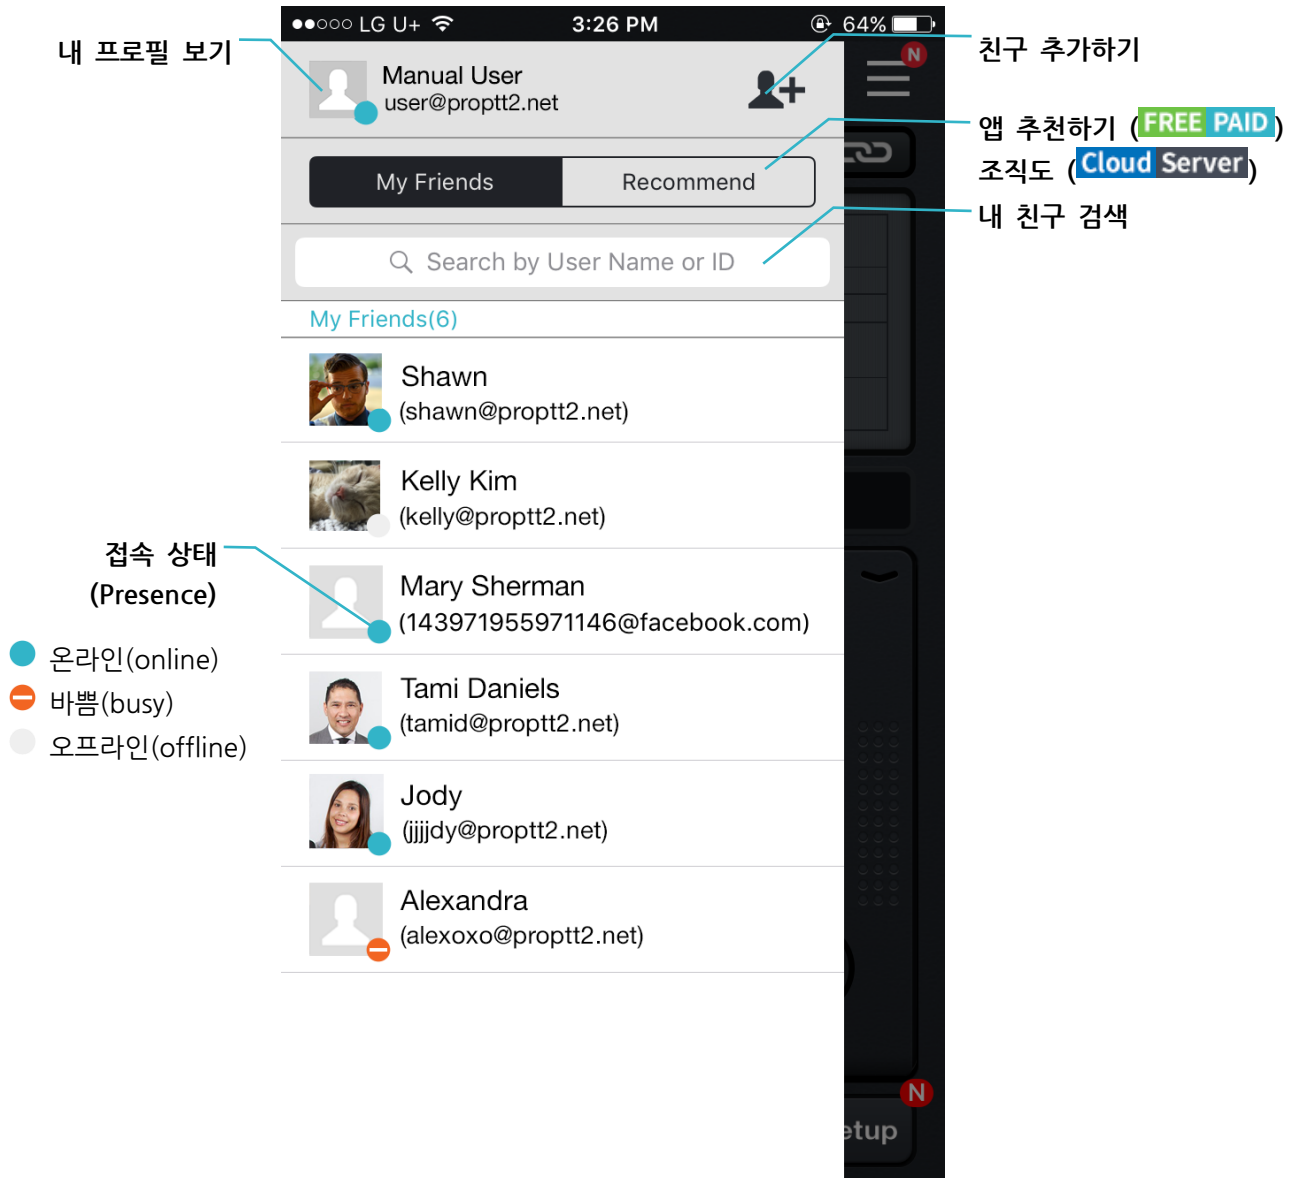 LG U+ 3:26 PM 64%
내 프로필 보기
Manual User
user@proptt2.net
N
친구 추가하기
앱 추천하기 (FREE PAID)
조직도 (Cloud Server)
내 친구 검색
My Friends Recommend
Search by User Name or ID
My Friends(6)
Shawn
(shawn@proptt2.net)
Kelly Kim
(kelly@proptt2.net)
접속 상태
(Presence)
온라인(online)
바쁨(busy)
오프라인(offline)
Mary Sherman
(143971955971146@facebook.com)
Tami Daniels
(tamid@proptt2.net)
Jody
(jjjjdy@proptt2.net)
Alexandra
(alexoxo@proptt2.net)
N
etup